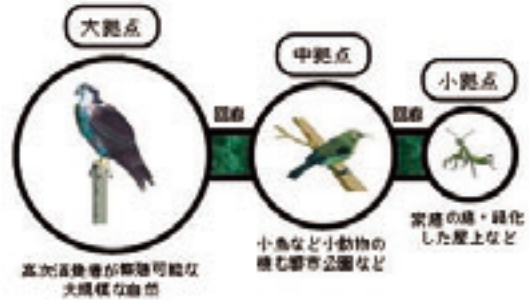 大拠点
中拠点
小拠点
回廊
回廊
高次消費者が繁殖可能な
大規模な自然
小鳥など小動物の
棲む都市公園など
家庭の庭・緑化
した屋上など